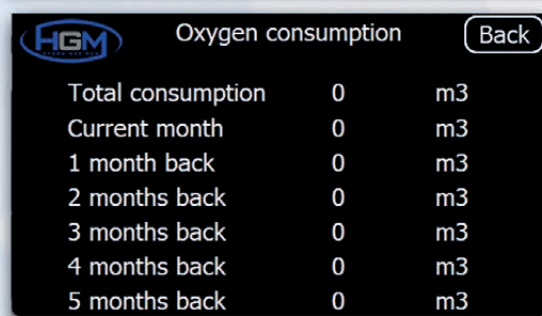 HGM
Oxygen consumption
Back
Total consumption 0 m3
Current month 0 m3
1 month back 0 m3
2 months back 0 m3
3 months back 0 m3
4 months back 0 m3
5 months back 0 m3